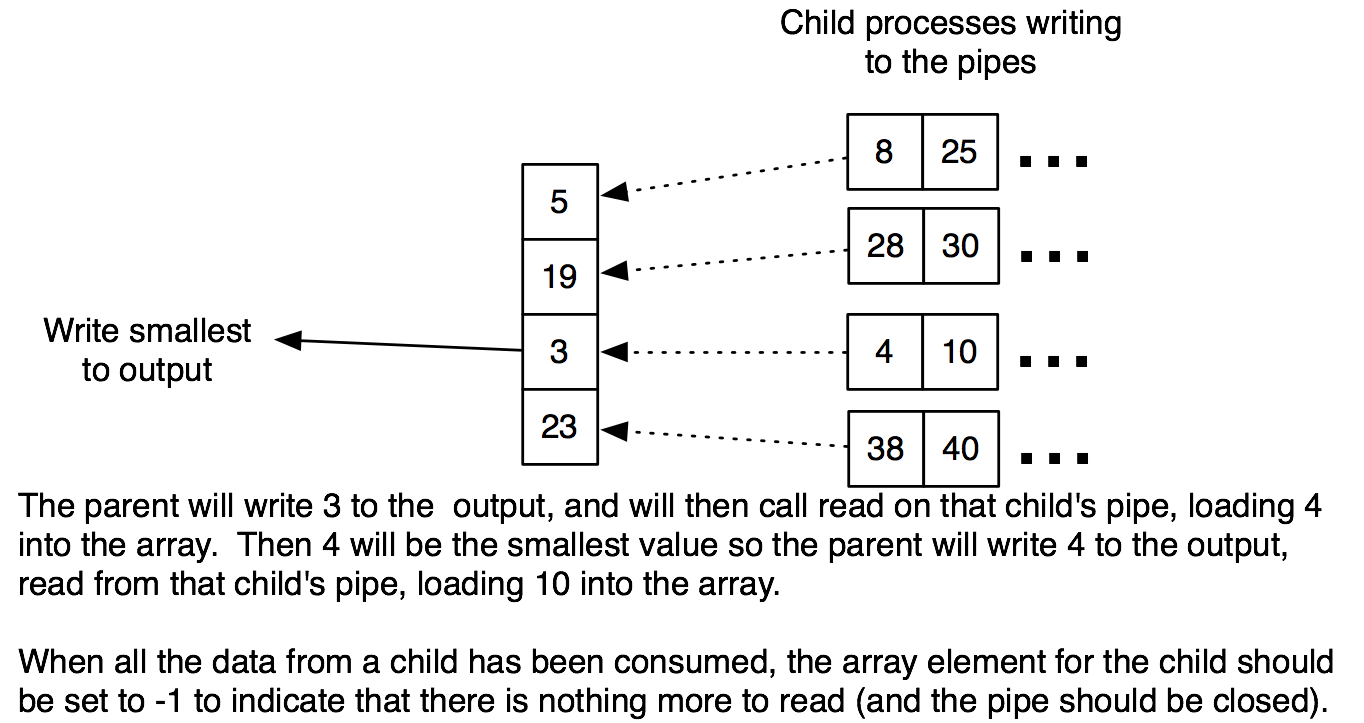 Child processes writing
to the pipes
8 25 ...
5
28 30 ...
19
Write smallest
to output
3
4 10 ...
23
38 40 ...
The parent will write 3 to the  output, and will then call read on that child's pipe, loading 4
into the array.  Then 4 will be the smallest value so the parent will write 4 to the output,
read from that child's pipe, loading 10 into the array.
When all the data from a child has been consumed, the array element for the child should
be set to -1 to indicate that there is nothing more to read (and the pipe should be closed).